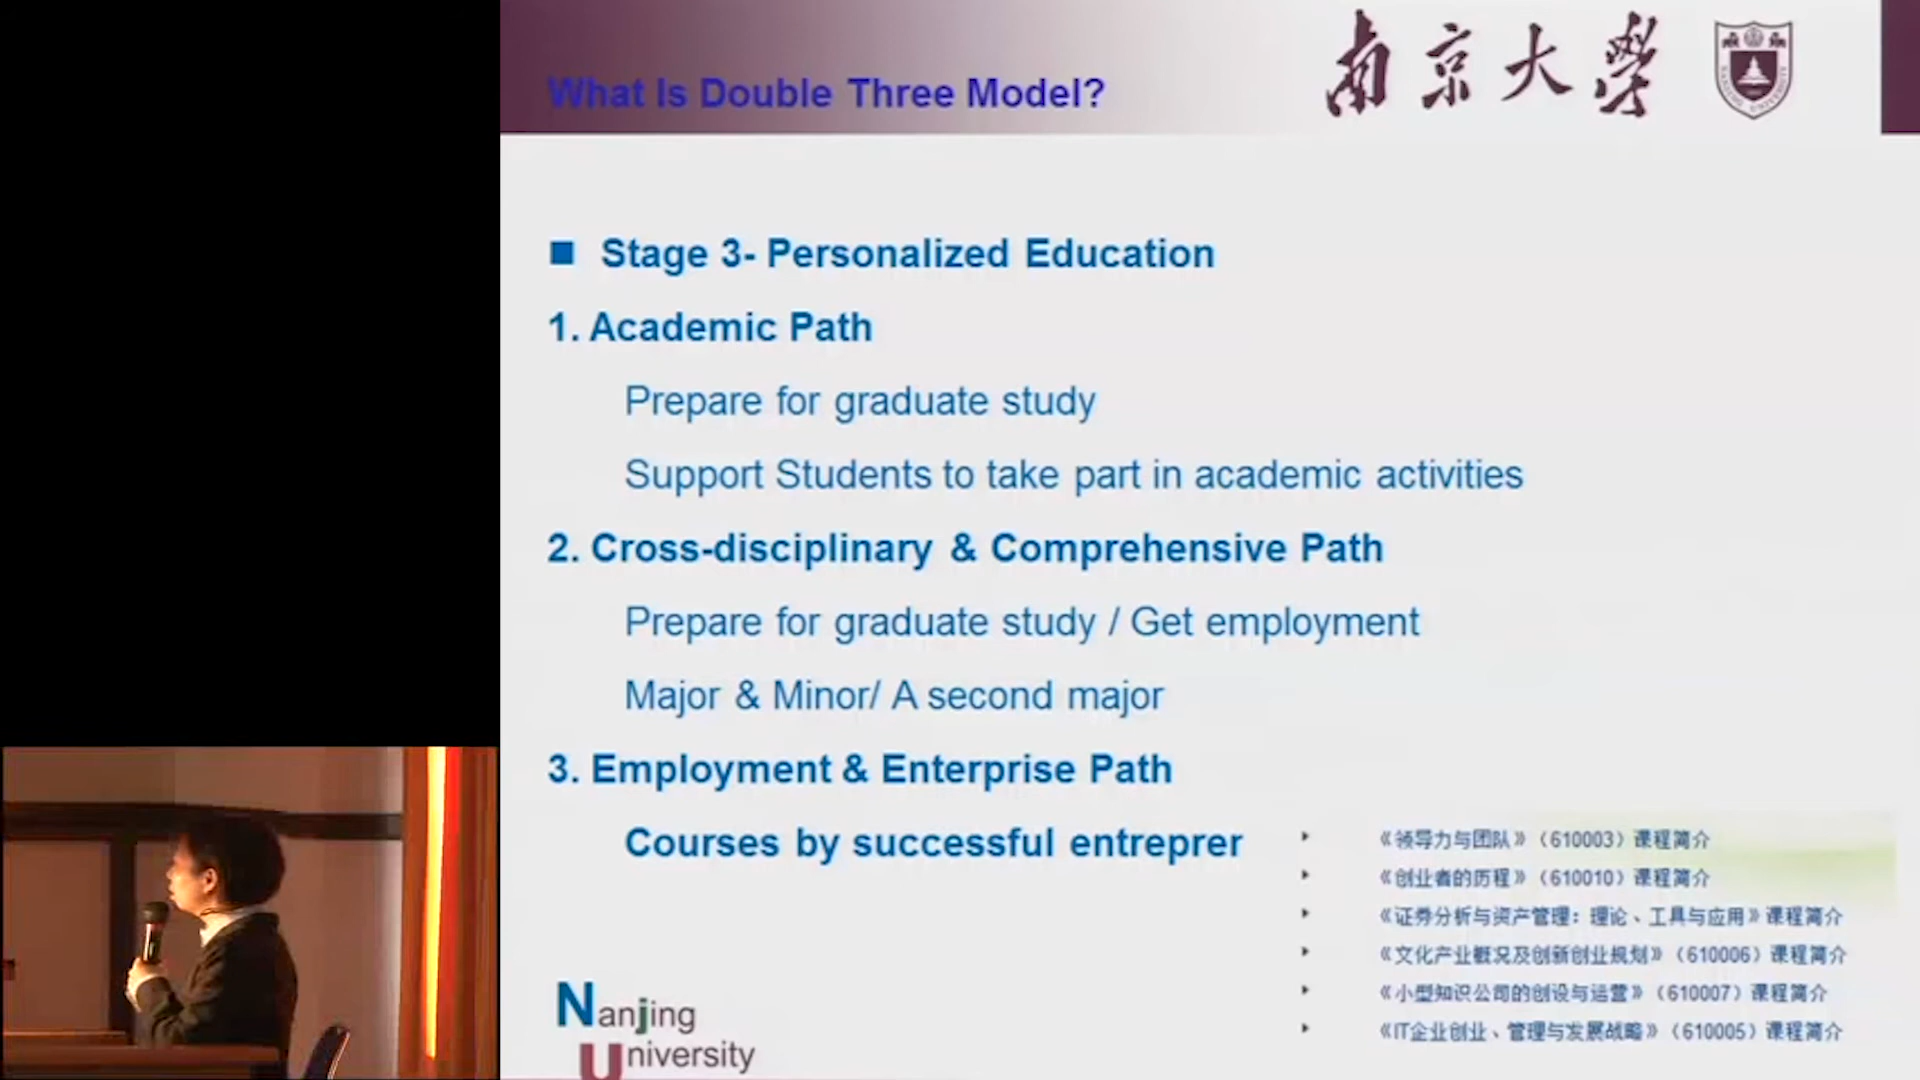 What Is Double Three Model?
南京大学
NANJING UNIVERSITY
Stage 3- Personalized Education
1. Academic Path
Prepare for graduate study
Support Students to take part in academic activities
2. Cross-disciplinary & Comprehensive Path
Prepare for graduate study / Get employment
Major & Minor/ A second major
3. Employment & Enterprise Path
Courses by successful entreprer
《领导力与团队》（610003）课程简介
《创业者的历程》（610010）课程简介
《证券分析与资产管理：理论、工具与应用》课程简介
《文化产业概况及创新创业规划》（610006）课程简介
《小型知识公司的创设与运营》（610007）课程简介
《IT企业创业、管理与发展战略》（610005）课程简介
Nanjing
University